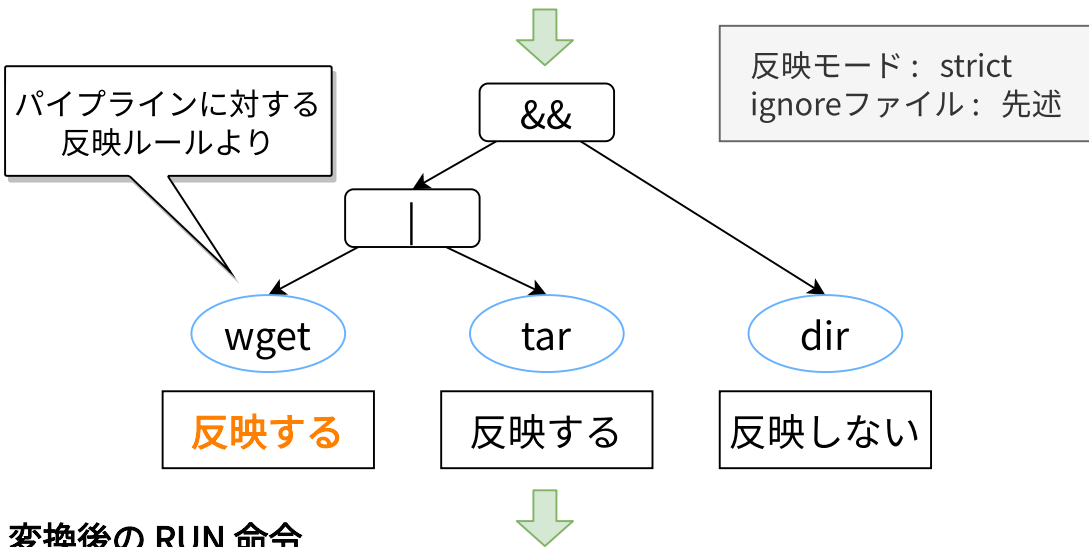 反映モード： strict
ignoreファイル： 先述
パイプラインに対する
反映ルールより
&&
|
wget
tar
dir
反映する
反映する
反映しない
変換後の RUN 命令